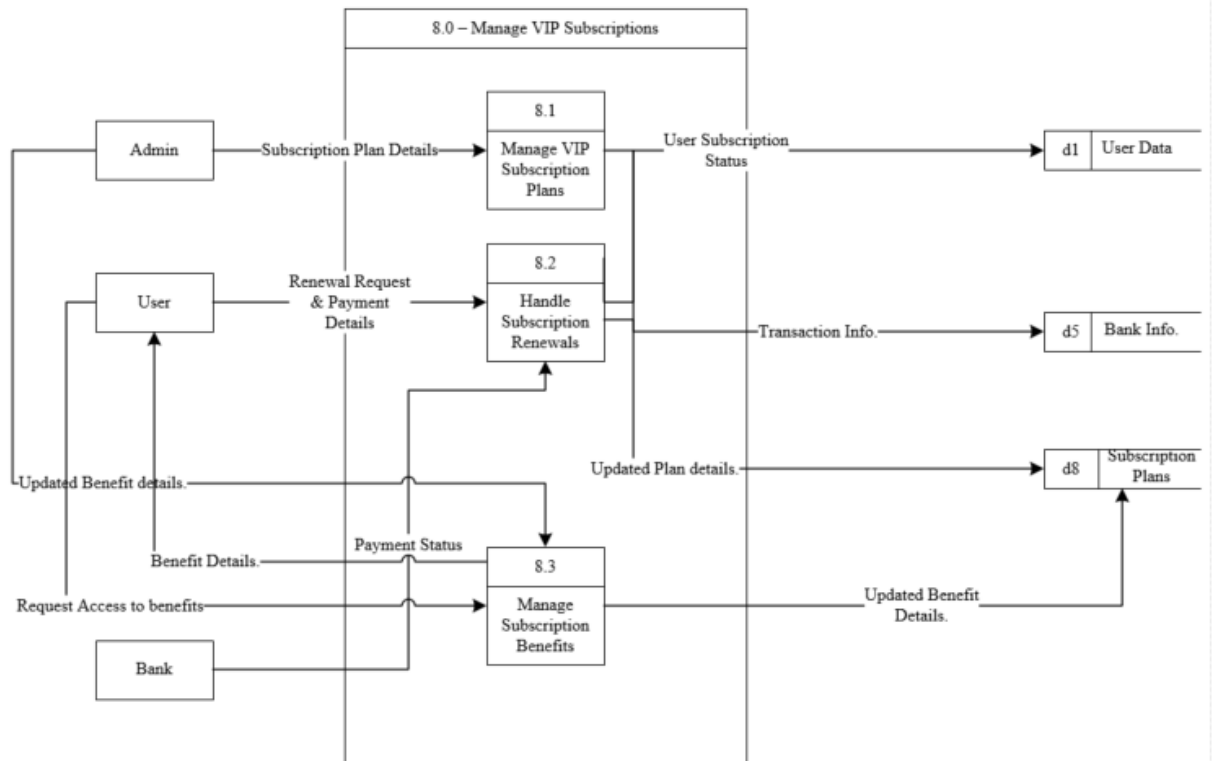 8.0 – Manage VIP Subscriptions
8.1
Admin
Subscription Plan Details
Manage VIP
Subscription
Plans
User Subscription
Status
d1
User Data
8.2
User
Renewal Request
& Payment
Details
Handle
Subscription
Renewals
Transaction Info.
d5
Bank Info.
Updated Plan details.
d8
Subscription
Plans
Updated Benefit details.
Payment Status
Benefit Details.
8.3
Request Access to benefits
Manage
Subscription
Benefits
Updated Benefit
Details.
Bank